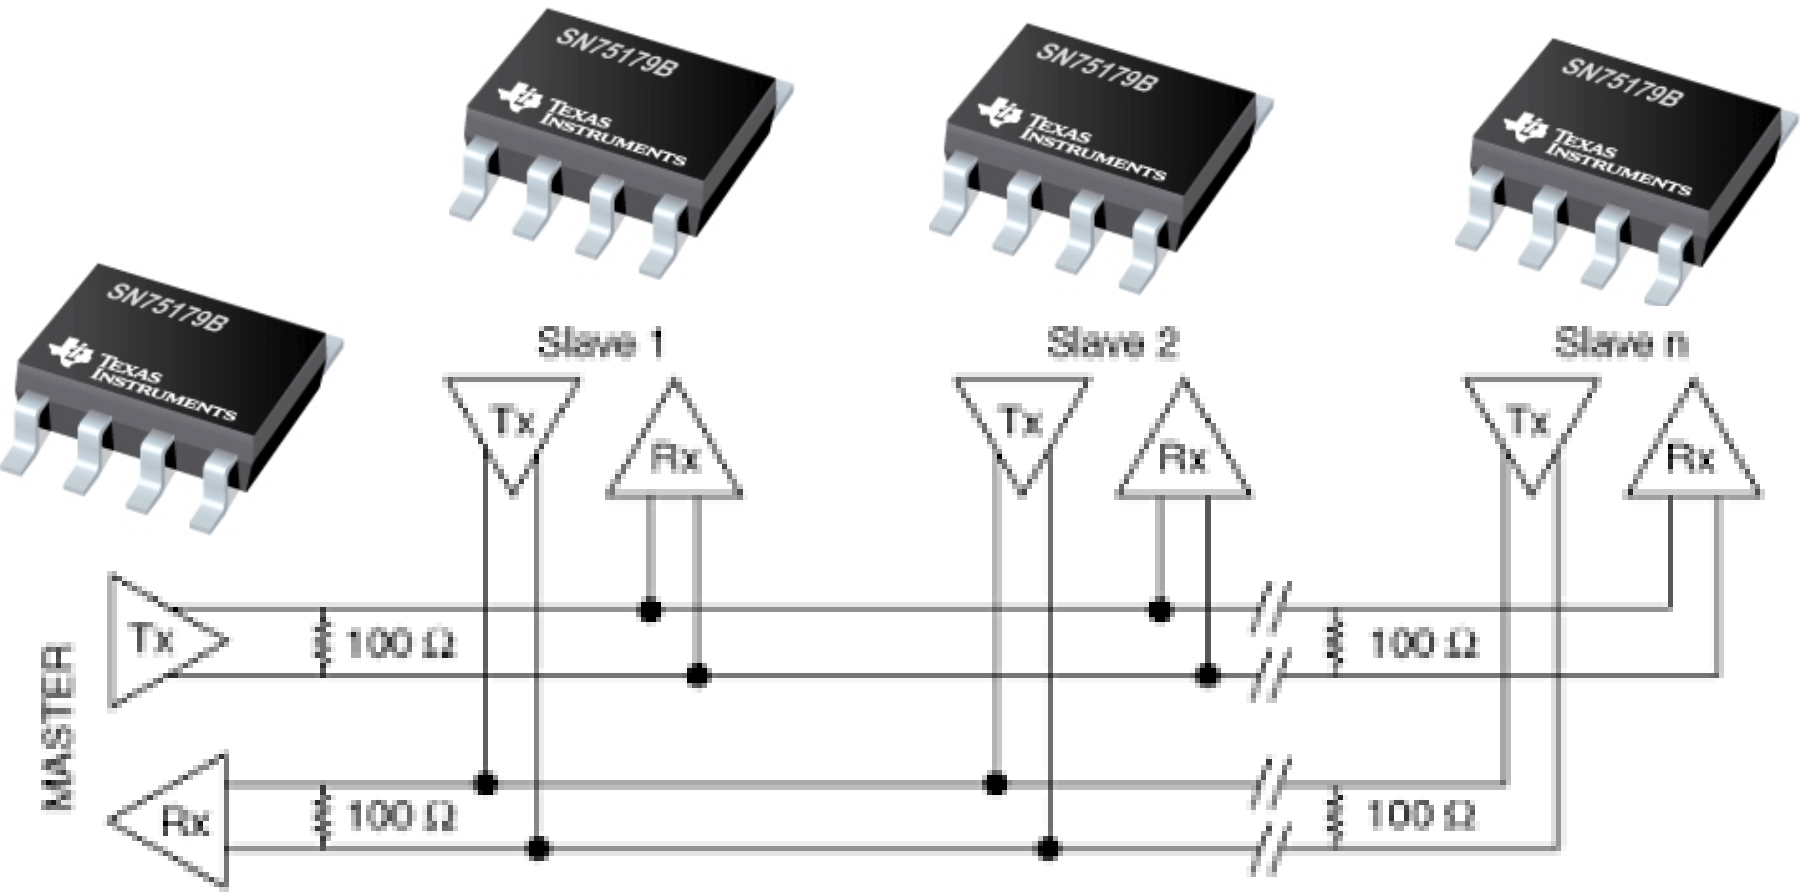 SN75179B
TEXAS
INSTRUMENTS
SN75179B
TEXAS
INSTRUMENTS
SN75179B
TEXAS
INSTRUMENTS
SN75179B
TEXAS
INSTRUMENTS
Slave 1
Slave 2
Slave n
Tx
Rx
Tx
Rx
Tx
Rx
MASTER
Tx
100 Ω
100 Ω
Rx
100 Ω
100 Ω